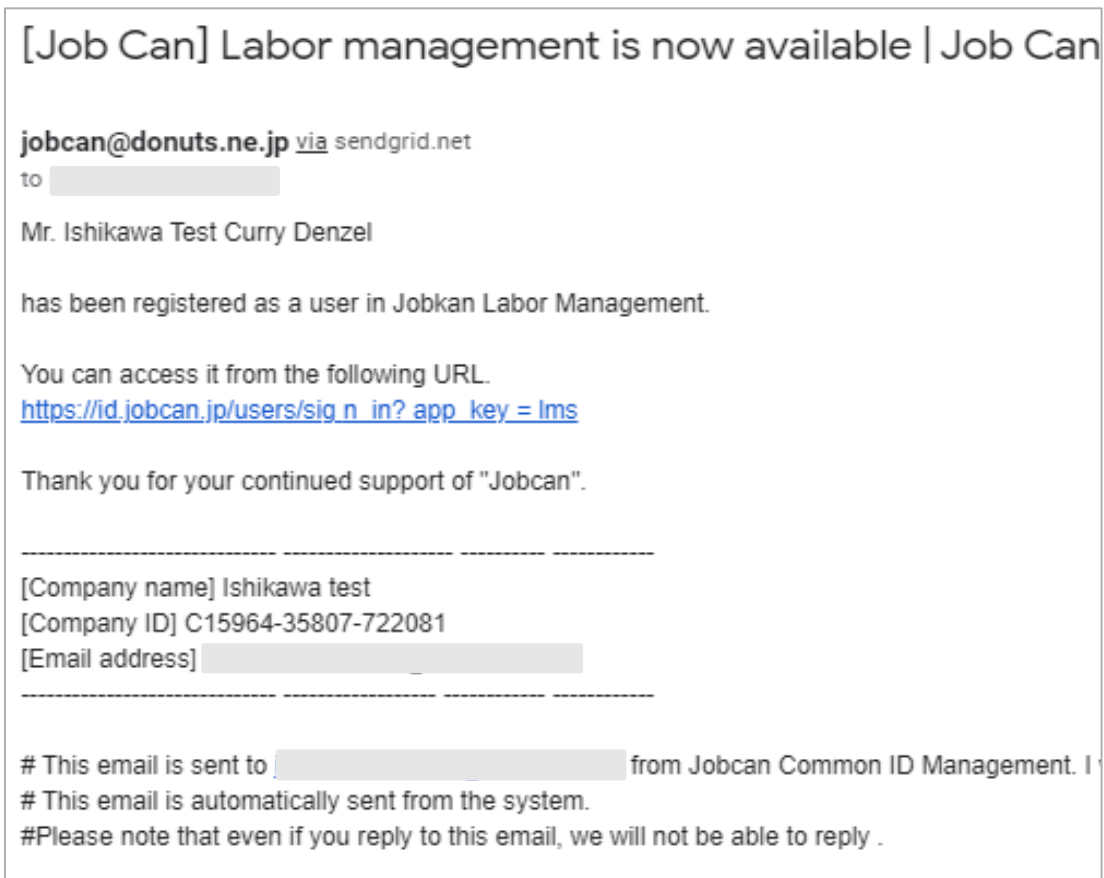 [Job Can] Labor management is now available | Job Can
jobcan@donuts.ne.jp via sendgrid.net
to
Mr. Ishikawa Test Curry Denzel
has been registered as a user in Jobkan Labor Management.
You can access it from the following URL.
https://id.jobcan.jp/users/sig n_in? app_key = lms
Thank you for your continued support of "Jobcan".
------------------------------ -------------------- ---------- ------------
[Company name] Ishikawa test
[Company ID] C15964-35807-722081
[Email address]
------------------------------ ------------------ ------------ ------------
# This email is sent to from Jobcan Common ID Management. I
# This email is automatically sent from the system.
#Please note that even if you reply to this email, we will not be able to reply .